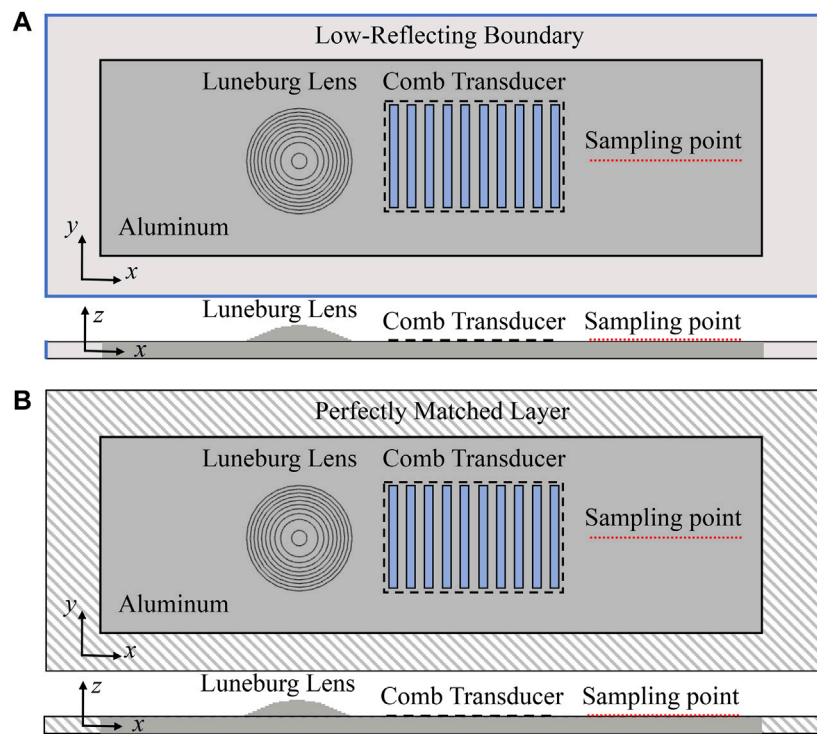 A
Low-Reflecting Boundary
Luneburg Lens Comb Transducer
Sampling point
Aluminum
y
x
Luneburg Lens
z
Comb Transducer Sampling point
x
B
Perfectly Matched Layer
Luneburg Lens Comb Transducer
Sampling point
Aluminum
y
x
Luneburg Lens
z
Comb Transducer Sampling point
x